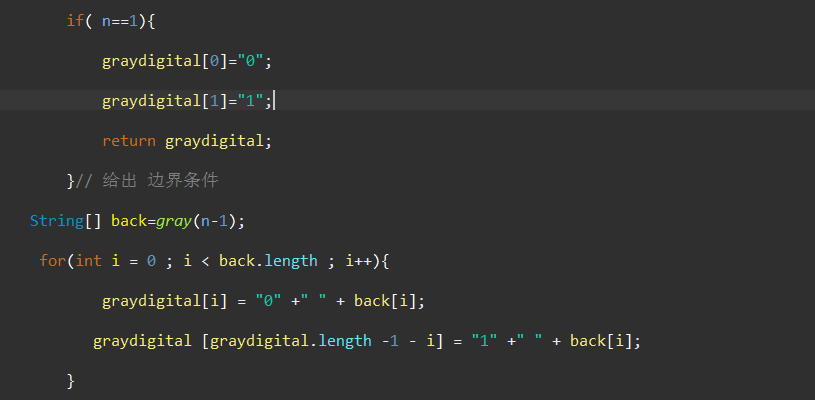 if( n==1){
graydigital[0]="0";
graydigital[1]="1";
return graydigital;
}// 给出 边界条件
String[] back=gray(n-1);
for(int i = 0 ; i < back.length ; i++){
graydigital[i] = "0" +" " + back[i];
graydigital [graydigital.length -1 - i] = "1" +" " + back[i];
}